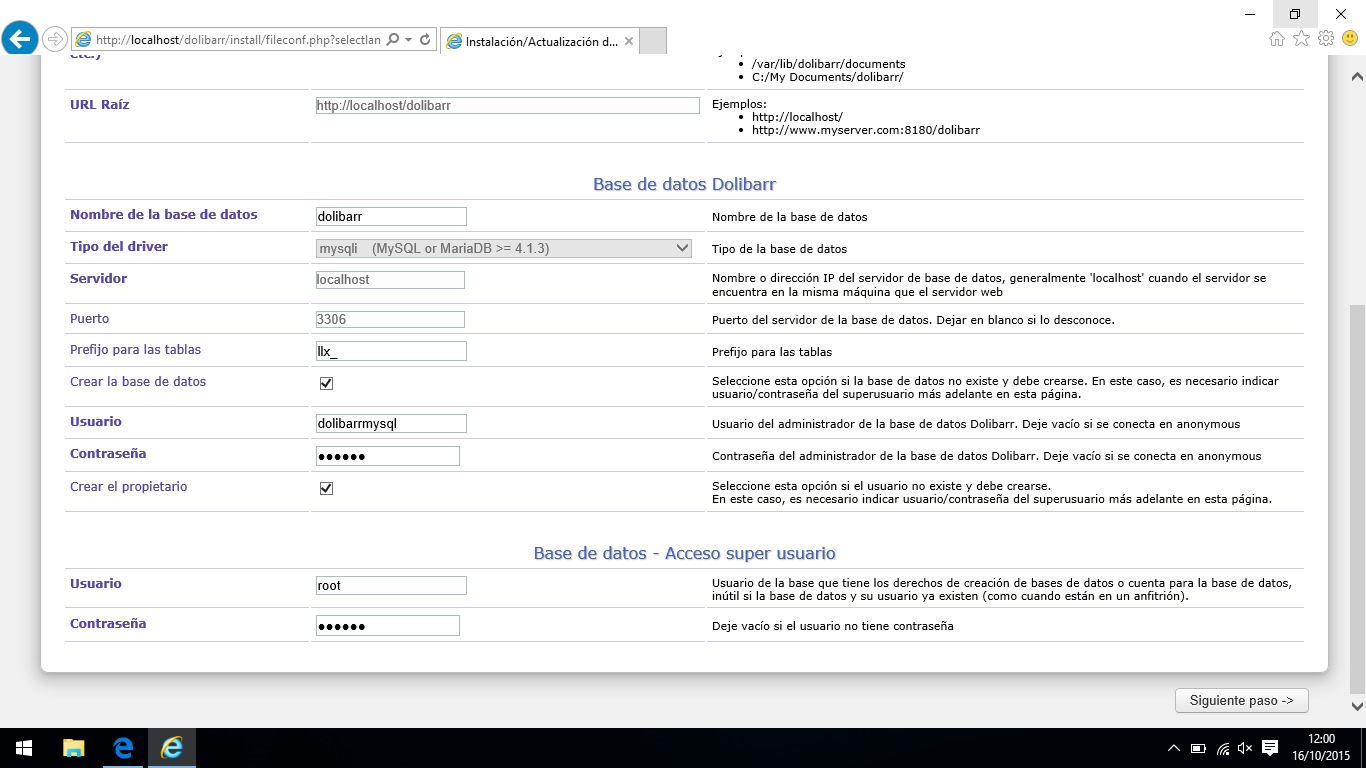 http://localhost/dolibarr/install/fileconf.php?selectlan
Instalación/Actualización d...
etc.)
/var/lib/dolibarr/documents
C:/My Documents/dolibarr/
URL Raíz
http://localhost/dolibarr
Ejemplos:
http://localhost/
http://www.myserver.com:8180/dolibarr
Base de datos Dolibarr
Nombre de la base de datos
dolibarr
Nombre de la base de datos
Tipo del driver
mysqli (MySQL or MariaDB >= 4.1.3)
Tipo de la base de datos
Servidor
localhost
Nombre o dirección IP del servidor de base de datos, generalmente 'localhost' cuando el servidor se
encuentra en la misma máquina que el servidor web
Puerto
3306
Puerto del servidor de la base de datos. Dejar en blanco si lo desconoce.
Prefijo para las tablas
llx_
Prefijo para las tablas
Crear la base de datos
Seleccione esta opción si la base de datos no existe y debe crearse. En este caso, es necesario indicar
usuario/contraseña del superusuario más adelante en esta página.
Usuario
dolibarrmysql
Usuario del administrador de la base de datos Dolibarr. Deje vacío si se conecta en anonymous
Contraseña
••••••
Contraseña del administrador de la base de datos Dolibarr. Deje vacío si se conecta en anonymous
Crear el propietario
Seleccione esta opción si el usuario no existe y debe crearse.
En este caso, es necesario indicar usuario/contraseña del superusuario más adelante en esta página.
Base de datos - Acceso super usuario
Usuario
root
Usuario de la base que tiene los derechos de creación de bases de datos o cuenta para la base de datos,
inútil si la base de datos y su usuario ya existen (como cuando están en un anfitrión).
Contraseña
••••••
Deje vacío si el usuario no tiene contraseña
Siguiente paso ->
12:00
16/10/2015